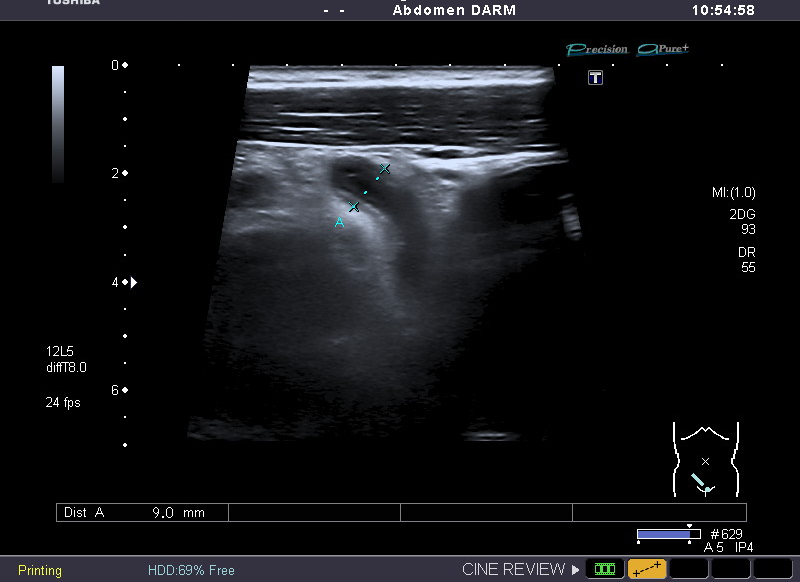 TOSHIBA
- - Abdomen DARM 10:54:58
Precision APure+
T
0
2
4
6
A
MI:(1.0)
2DG
93
DR
55
12L5
diffT8.0
24 fps
Dist A 9.0 mm
#629
A 5 IP4
Printing HDD:69% Free CINE REVIEW